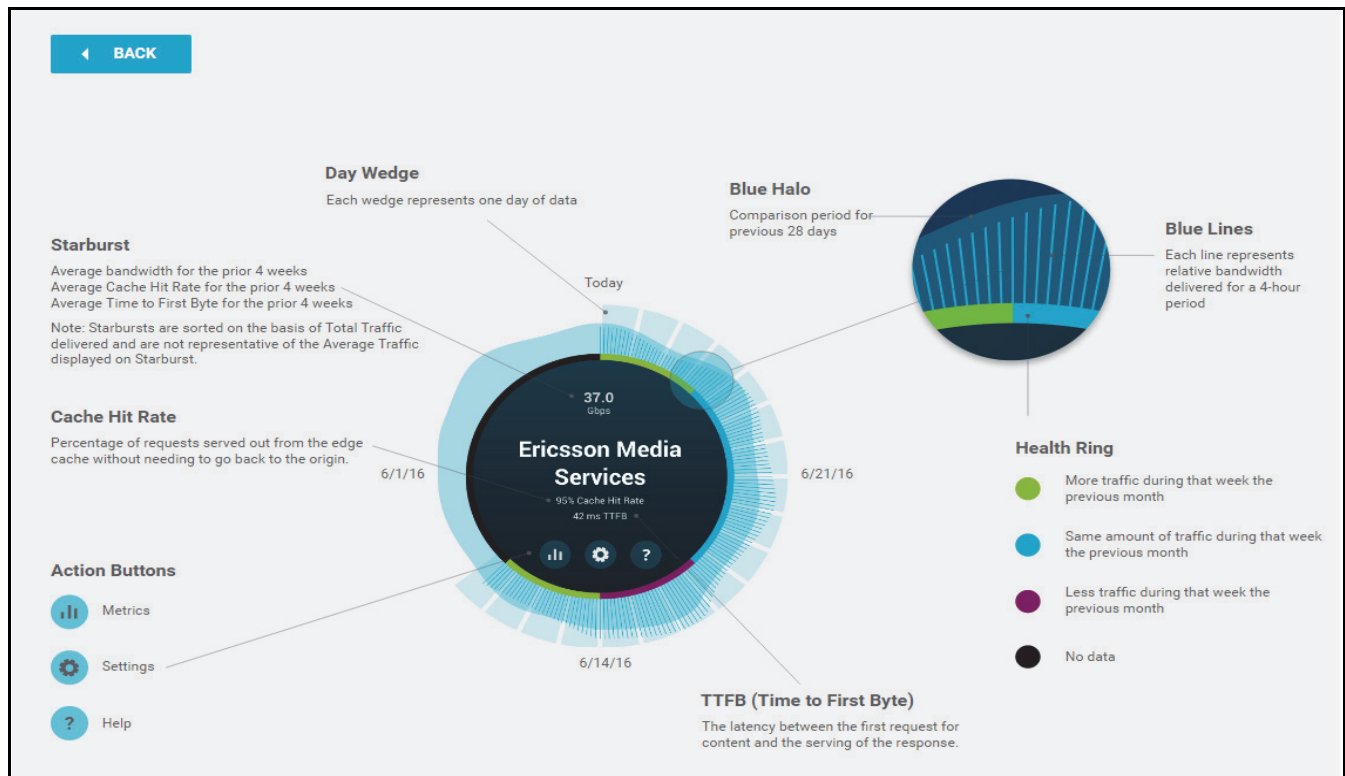 BACK
Day Wedge
Each wedge represents one day of data
Blue Halo
Comparison period for
previous 28 days
Blue Lines
Each line represents
relative bandwidth
delivered for a 4-hour
period
Starburst
Average bandwidth for the prior 4 weeks
Average Cache Hit Rate for the prior 4 weeks
Average Time to First Byte for the prior 4 weeks
Note: Starbursts are sorted on the basis of Total Traffic
delivered and are not representative of the Average Traffic
displayed on Starburst.
Today
Cache Hit Rate
Percentage of requests served out from the edge
cache without needing to go back to the origin.
6/1/16
37.0
Gbps
Ericsson Media
Services
95% Cache Hit Rate
42 ms TTFB
?
6/21/16
6/14/16
Health Ring
More traffic during that week the
previous month
Same amount of traffic during that week
the previous month
Less traffic during that week the
previous month
No data
Action Buttons
Metrics
Settings
? Help
TTFB (Time to First Byte)
The latency between the first request for
content and the serving of the response.